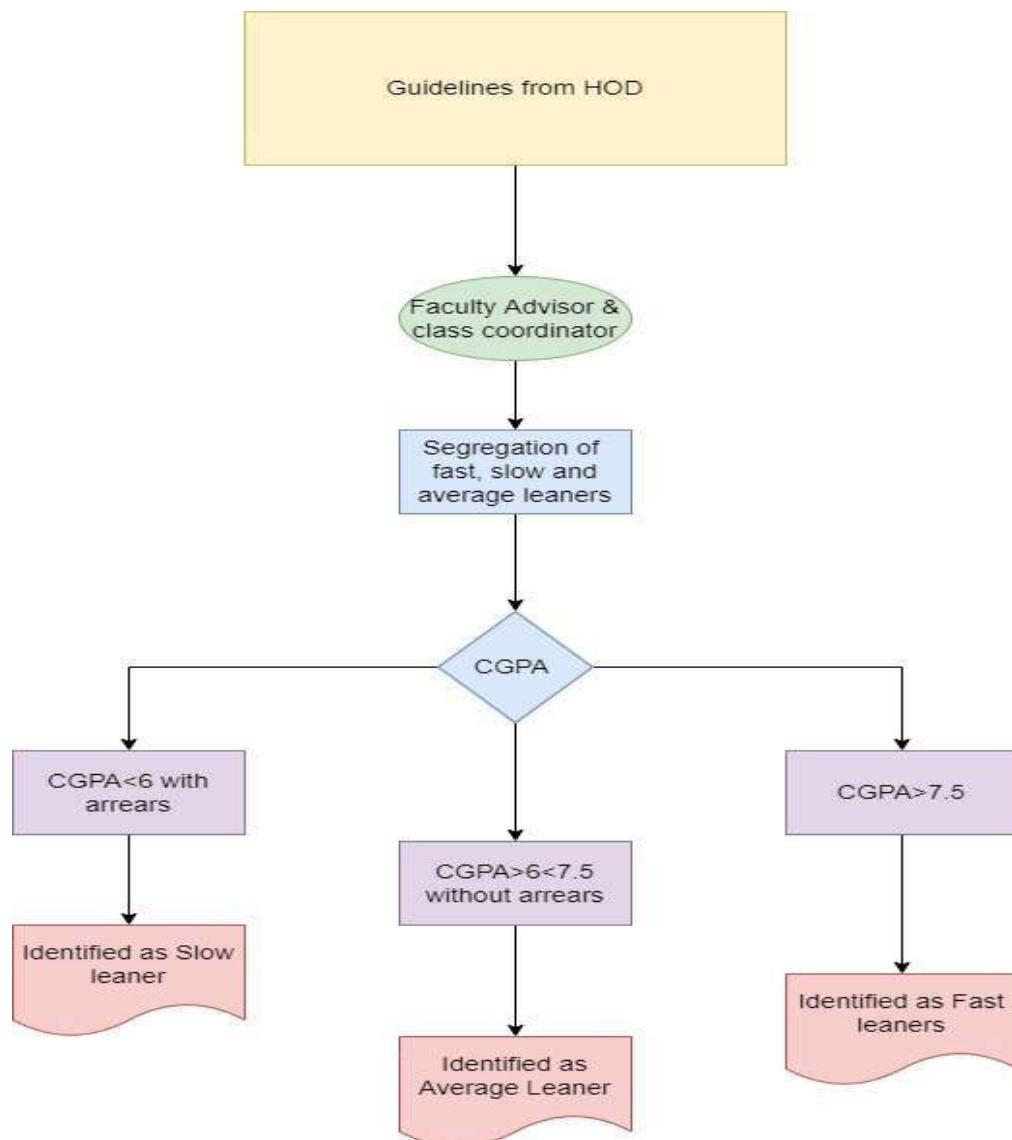 Guidelines from HOD
Faculty Advisor &
class coordinator
Segregation of
fast, slow and
average leaners
CGPA
CGPA<6 with
arrears
CGPA>6<7.5
without arrears
CGPA>7.5
Identified as Slow
leaner
Identified as
Average Leaner
Identified as Fast
leaners